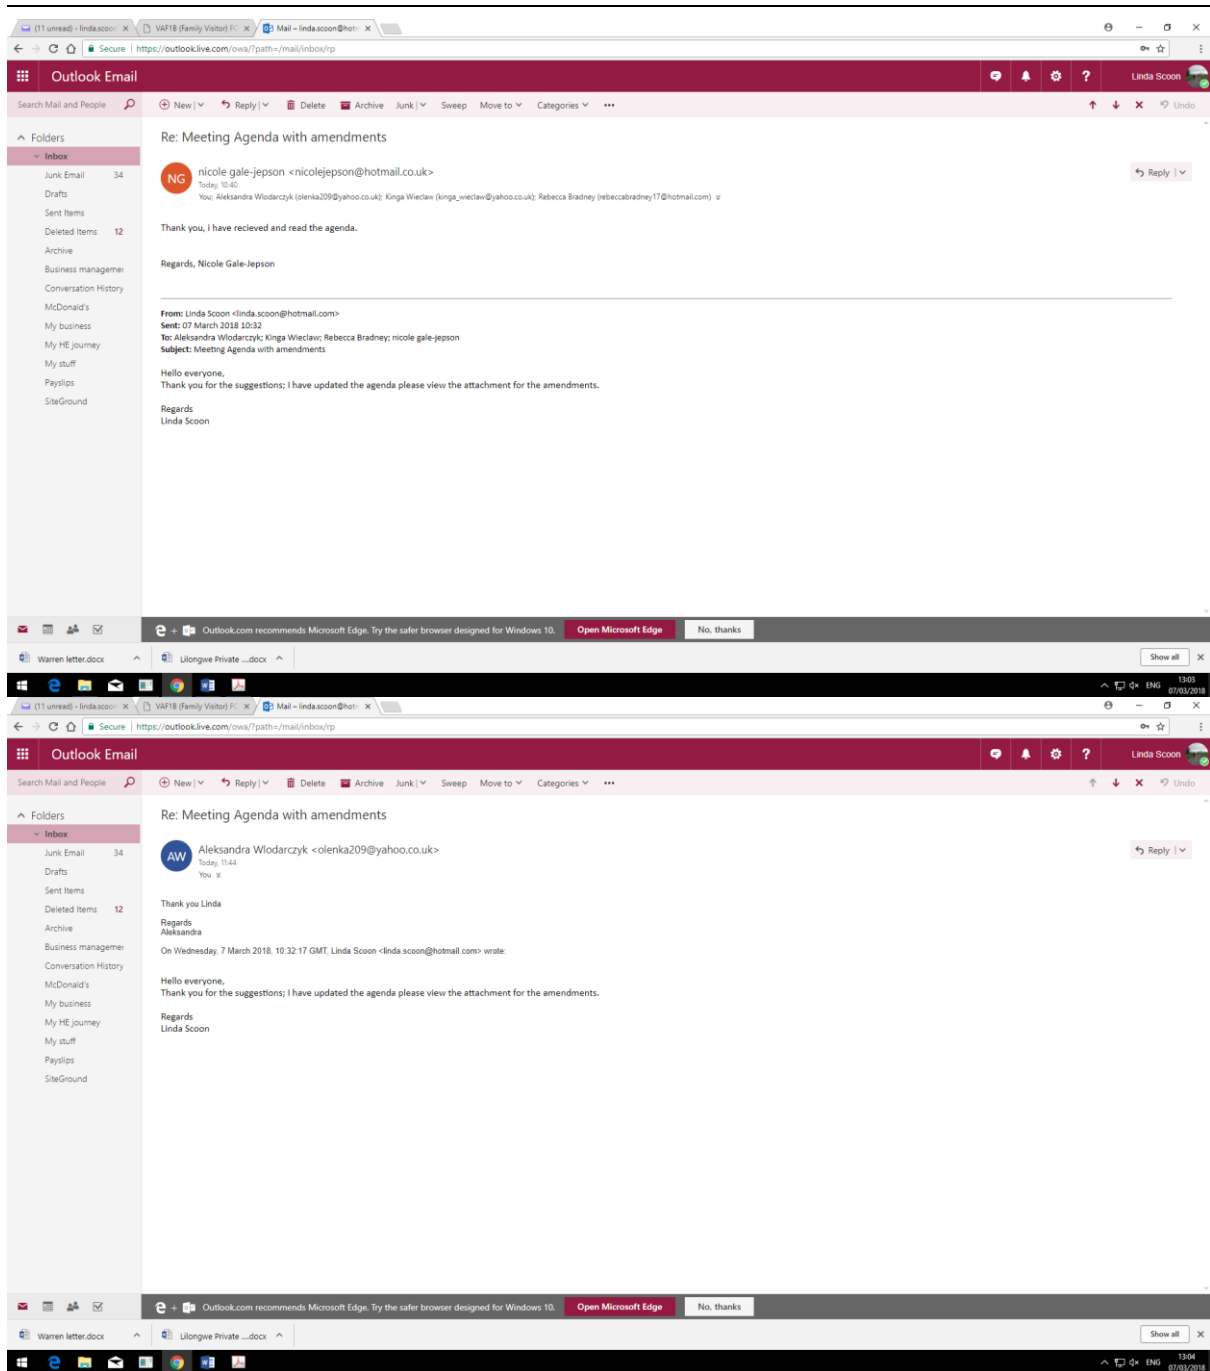 (11 unread) - linda.scoon
VAF1B (Family Visitor) FO
Mail – linda.scoon@hotm
Secure | https://outlook.live.com/owa/?path=/mail/inbox/rp
Outlook Email
Linda Scoon
Search Mail and People
New Reply Delete Archive Junk Sweep Move to Categories
Undo
Folders
Inbox
Junk Email 34
Drafts
Sent Items
Deleted Items 12
Archive
Business managemen
Conversation History
McDonald's
My business
My HE journey
My stuff
Payslips
SiteGround
Re: Meeting Agenda with amendments
NG
nicole gale-jepson <nicolejepson@hotmail.co.uk>
Reply
Today, 10:40
You; Aleksandra Wlodarczyk (olenka209@yahoo.co.uk); Kinga Wieclaw (kinga_wieclaw@yahoo.co.uk); Rebecca Bradney (rebeccabradney17@hotmail.com)
Thank you, i have recieved and read the agenda.
Regards, Nicole Gale-Jepson
From: Linda Scoon <linda.scoon@hotmail.com>
Sent: 07 March 2018 10:32
To: Aleksandra Wlodarczyk; Kinga Wieclaw; Rebecca Bradney; nicole gale-jepson
Subject: Meeting Agenda with amendments
Hello everyone,
Thank you for the suggestions; I have updated the agenda please view the attachment for the amendments.
Regards
Linda Scoon
Outlook.com recommends Microsoft Edge. Try the safer browser designed for Windows 10.
Open Microsoft Edge
No, thanks
Warren letter.docx
Lilongwe Private ....docx
Show all
ENG
13:03
07/03/2018
(11 unread) - linda.scoon
VAF1B (Family Visitor) FO
Mail – linda.scoon@hotm
Secure | https://outlook.live.com/owa/?path=/mail/inbox/rp
Outlook Email
Linda Scoon
Search Mail and People
New Reply Delete Archive Junk Sweep Move to Categories
Undo
Folders
Inbox
Junk Email 34
Drafts
Sent Items
Deleted Items 12
Archive
Business managemen
Conversation History
McDonald's
My business
My HE journey
My stuff
Payslips
SiteGround
Re: Meeting Agenda with amendments
AW
Aleksandra Wlodarczyk <olenka209@yahoo.co.uk>
Reply
Today, 11:44
You
Thank you Linda
Regards
Aleksandra
On Wednesday, 7 March 2018, 10:32:17 GMT, Linda Scoon <linda.scoon@hotmail.com> wrote:
Hello everyone,
Thank you for the suggestions; I have updated the agenda please view the attachment for the amendments.
Regards
Linda Scoon
Outlook.com recommends Microsoft Edge. Try the safer browser designed for Windows 10.
Open Microsoft Edge
No, thanks
Warren letter.docx
Lilongwe Private ....docx
Show all
ENG
13:04
07/03/2018